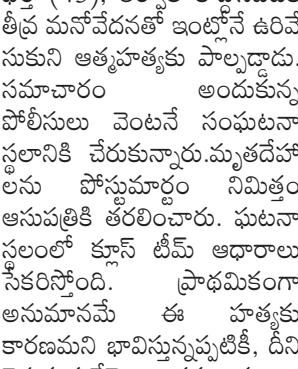 తీవ్ర మనోవేదనతో ఇంట్లోనే ఉరివే
సుకుని ఆత్మహత్యకు పాల్పడ్డాడు.
సమాచారం అందుకున్న
పోలీసులు వెంటనే సంఘటనా
స్థలానికి చేరుకున్నారు.మృతదేహా
లను పోస్టుమార్టం నిమిత్తం
ఆసుపత్రికి తరలించారు. ఘటనా
స్థలంలో క్లూస్ టీమ్ ఆధారాలు
సేకరిస్తోంది. ప్రాథమికంగా
అనుమానమే ఈ హత్యకు
కారణమని భావిస్తున్నప్పటికీ, దీని